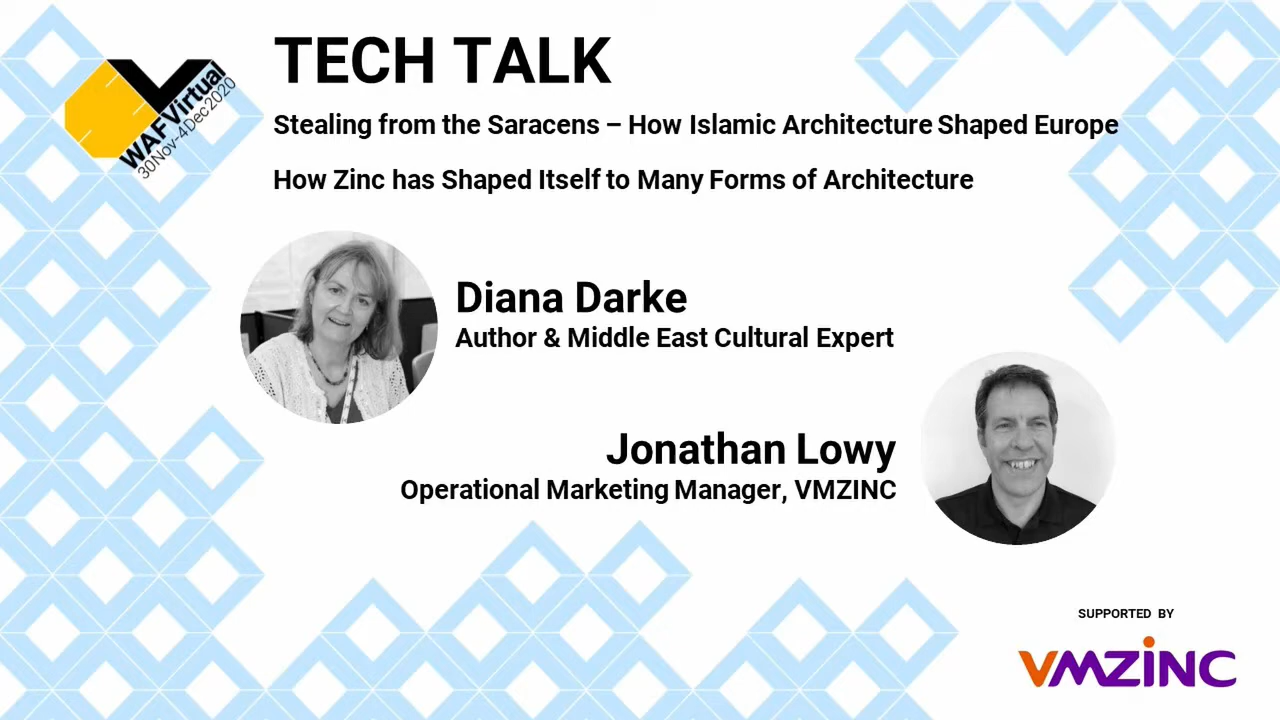 TECH TALK
WAFVirtual
30Nov-4Dec2020
Stealing from the Saracens – How Islamic Architecture Shaped Europe
How Zinc has Shaped Itself to Many Forms of Architecture
Diana Darke
Author & Middle East Cultural Expert
Jonathan Lowy
Operational Marketing Manager, VMZINC
SUPPORTED BY
VMZINC